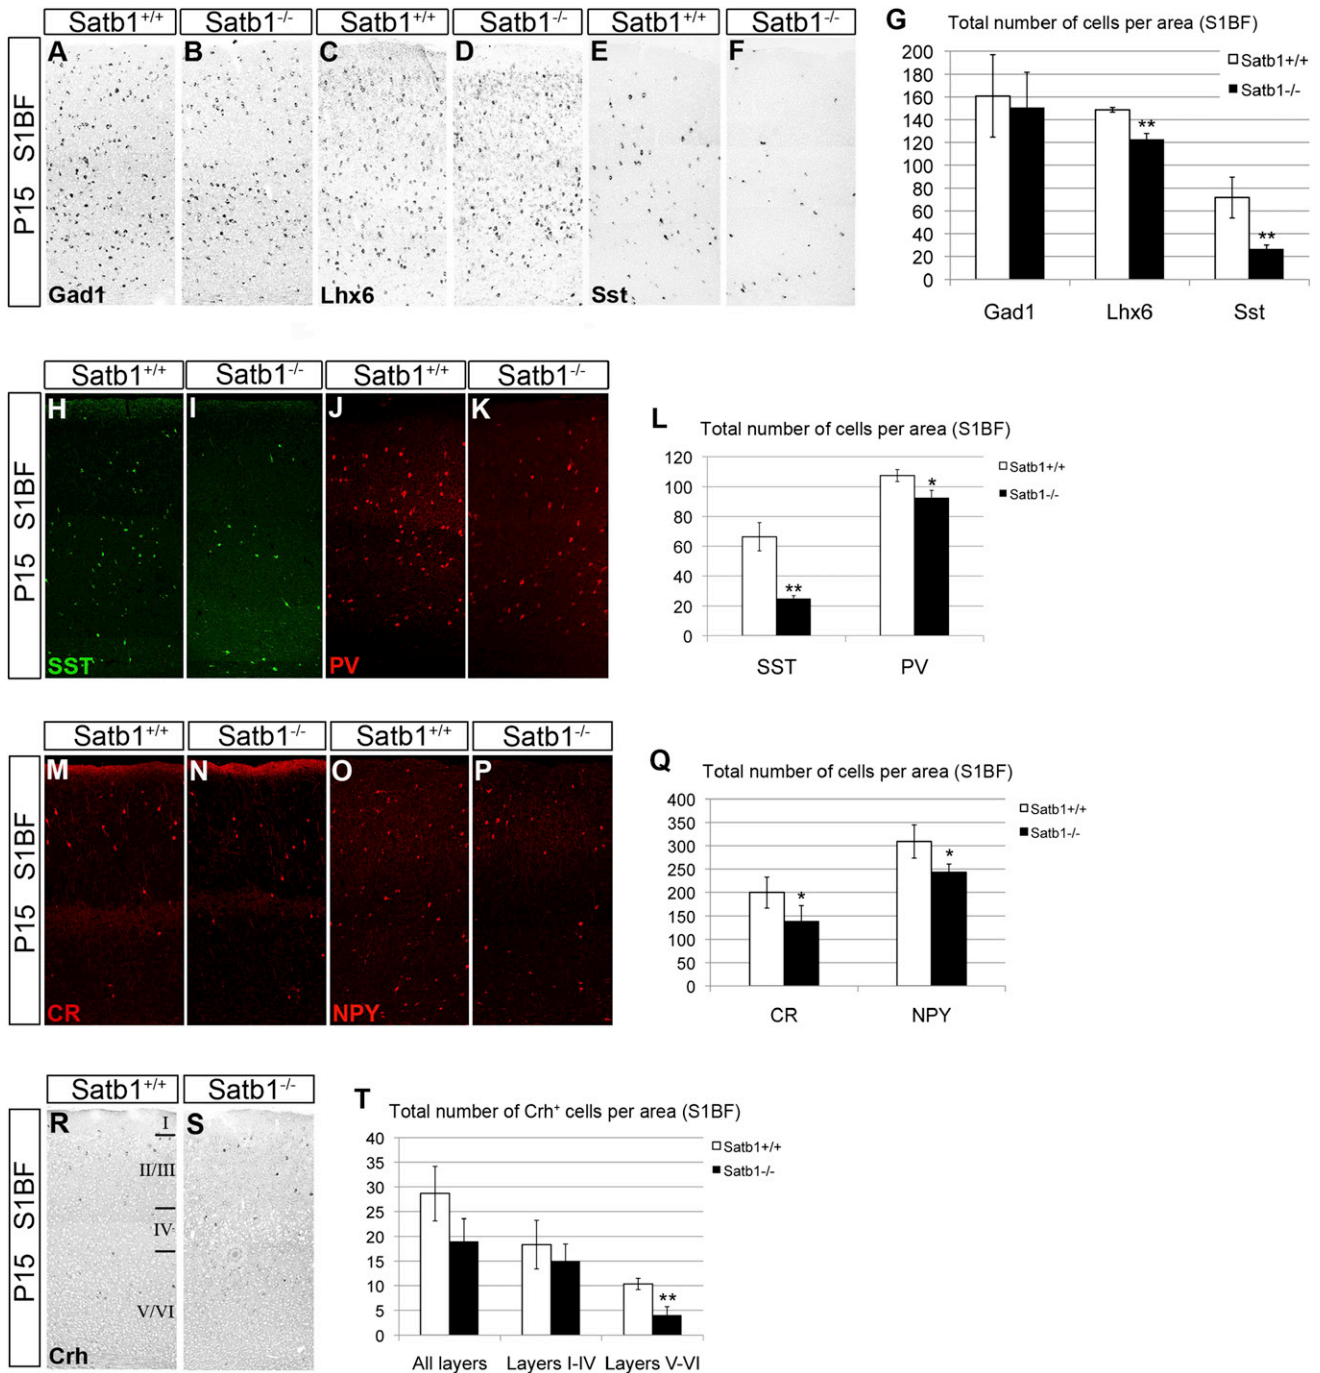 Satb1+/+ Satb1-/- Satb1+/+ Satb1-/- Satb1+/+ Satb1-/-
P15 S1BF
A B C D E F
Gad1 Lhx6 Sst
G Total number of cells per area (S1BF)
180
160
140
120
100
80
60
40
20
0
Satb1+/+
Satb1-/-
** **
Gad1 Lhx6 Sst
Satb1+/+ Satb1-/- Satb1+/+ Satb1-/-
P15 S1BF
H I J K
SST PV
L Total number of cells per area (S1BF)
120
100
80
60
40
20
0
Satb1+/+
Satb1-/-
** *
SST PV
Satb1+/+ Satb1-/- Satb1+/+ Satb1-/-
P15 S1BF
M N O P
CR NPY
Q Total number of cells per area (S1BF)
400
350
300
250
200
150
100
50
0
Satb1+/+
Satb1-/-
* *
CR NPY
Satb1+/+ Satb1-/-
P15 S1BF
R S
I
II/III
IV
V/VI
Crh
T Total number of Crh+ cells per area (S1BF)
40
35
30
25
20
15
10
5
0
Satb1+/+
Satb1-/-
**
All layers Layers I-IV Layers V-VI